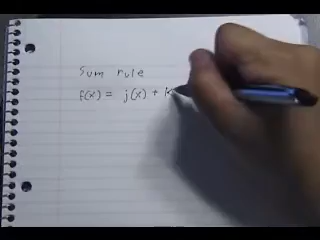 Sum rule
f(x) = j(x) + k